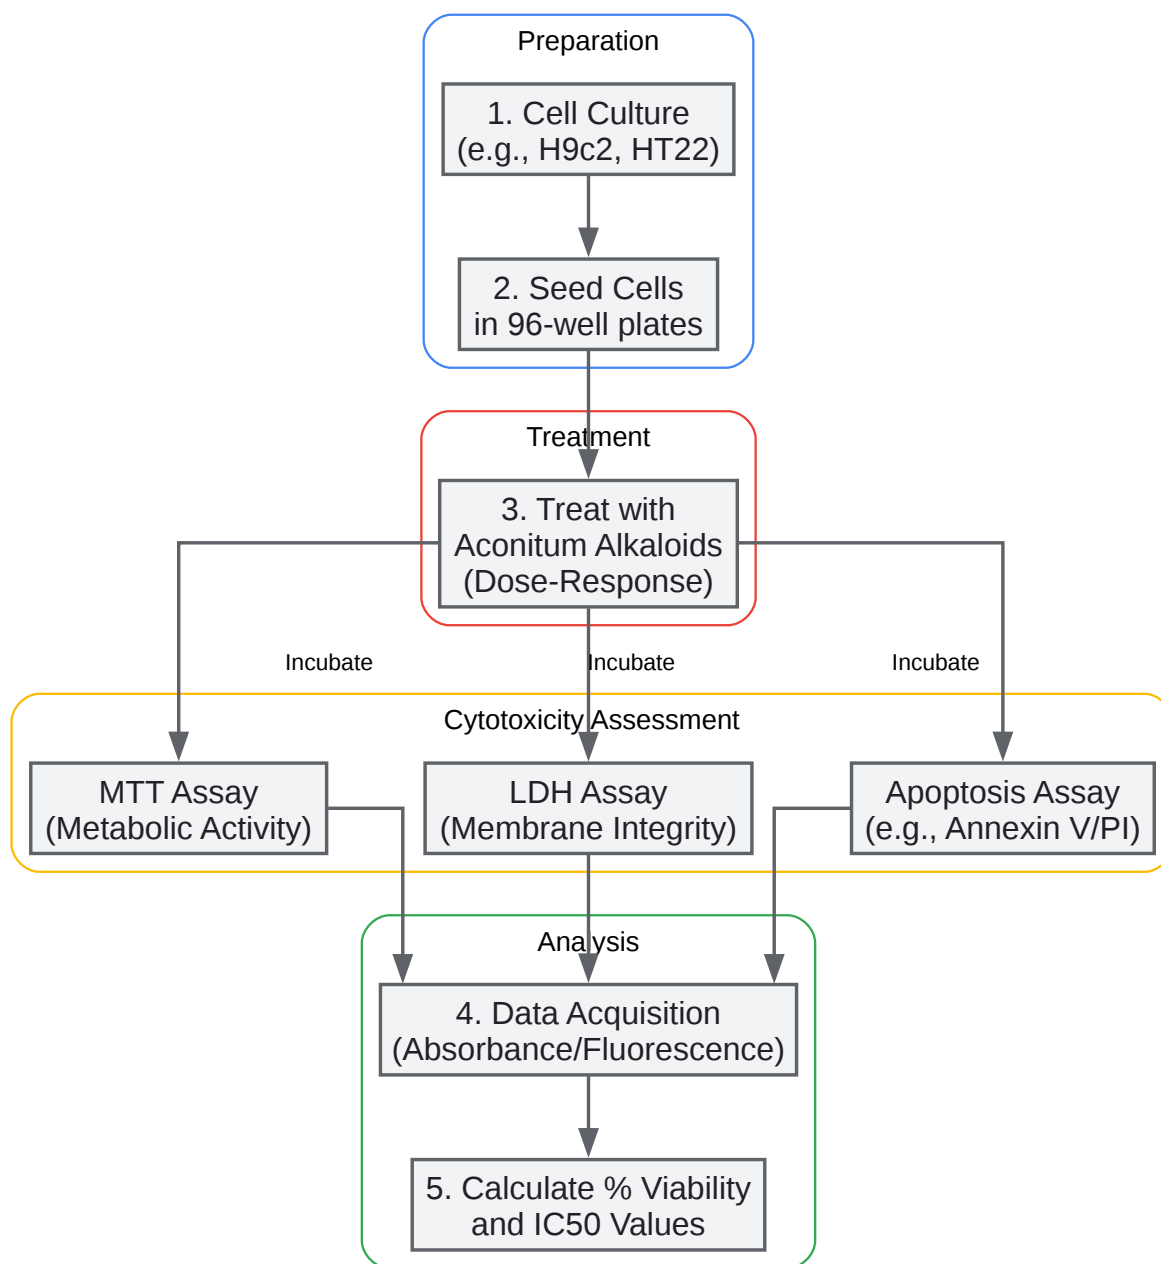 Preparation
1. Cell Culture
(e.g., H9c2, HT22)
2. Seed Cells
in 96-well plates
Treatment
3. Treat with
Aconitum Alkaloids
(Dose-Response)
Incubate
Incubate
Incubate
Cytotoxicity Assessment
MTT Assay
(Metabolic Activity)
LDH Assay
(Membrane Integrity)
Apoptosis Assay
(e.g., Annexin V/PI)
Analysis
4. Data Acquisition
(Absorbance/Fluorescence)
5. Calculate % Viability
and IC50 Values